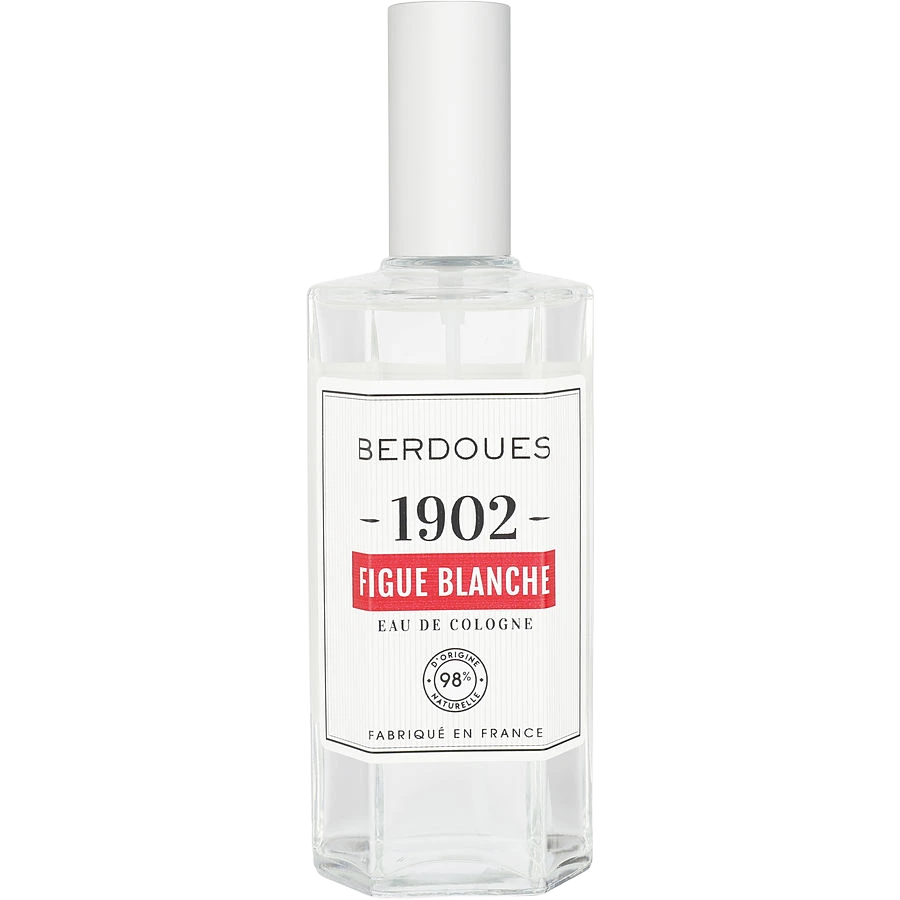 BERDOUES
- 1902 -
FIGUE BLANCHE
EAU DE COLOGNE
D'ORIGINE
98%
NATURELLE
FABRIQUÉ EN FRANCE